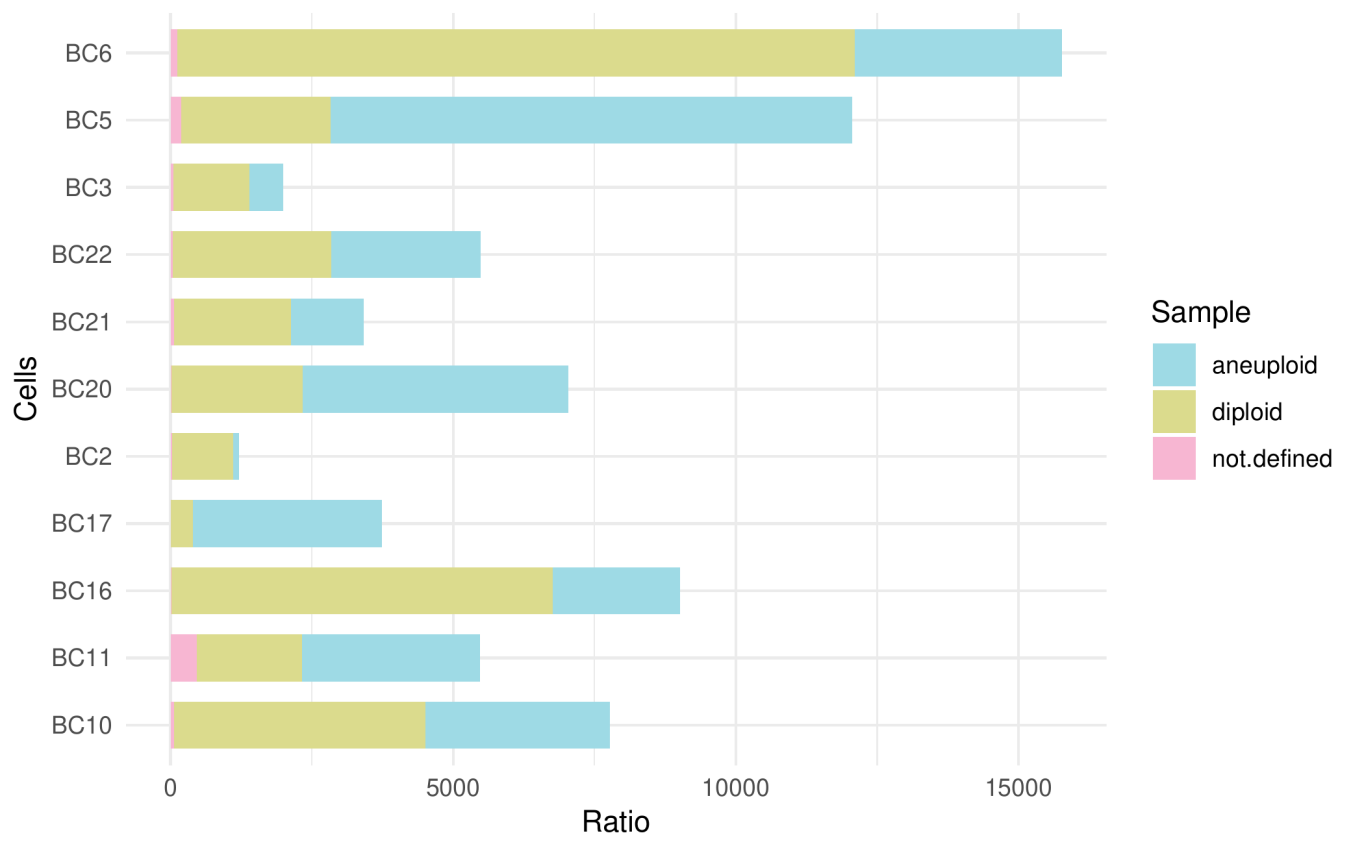 BC6
BC5
BC3
BC22
BC21
BC20
BC2
BC17
BC16
BC11
BC10
Cells
0 5000 10000 15000
Ratio
Sample
aneuploid
diploid
not.defined